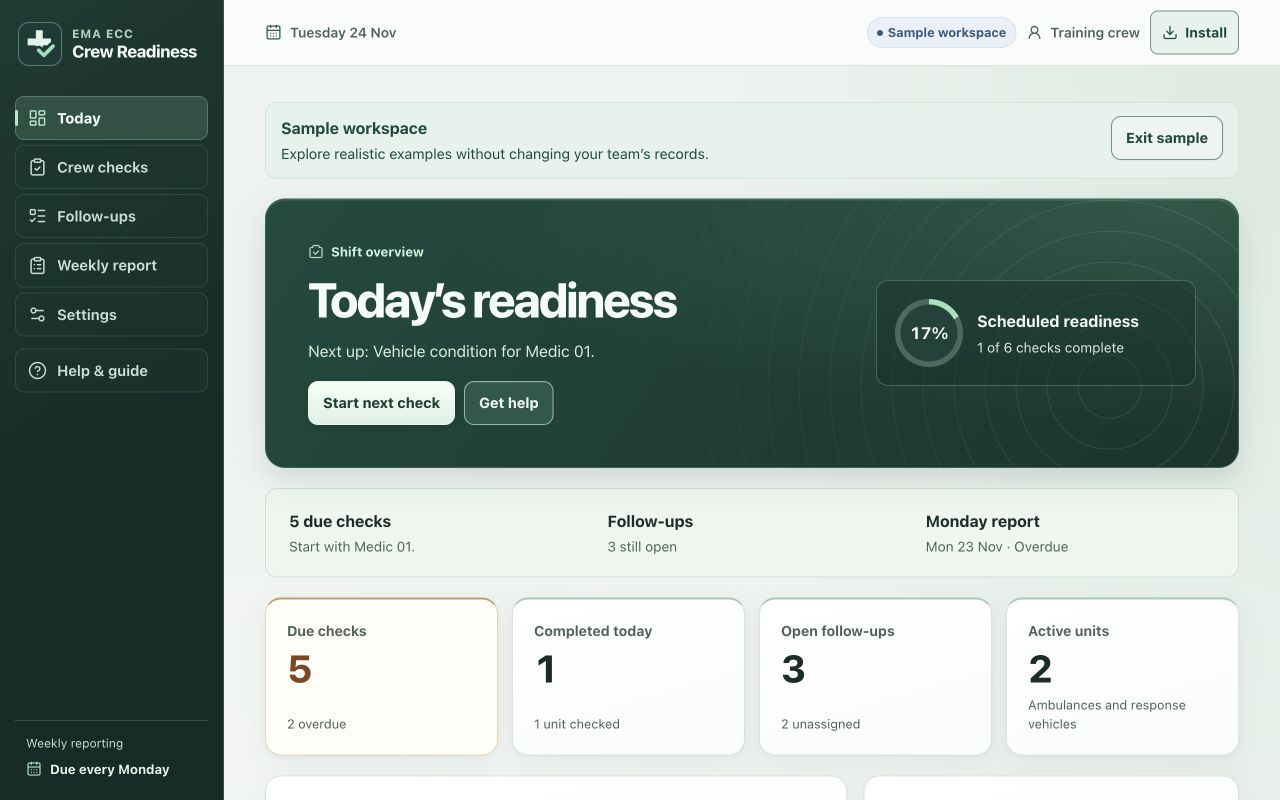 EMA ECC
Crew Readiness
Today
Crew checks
Follow-ups
Weekly report
Settings
Help & guide
Weekly reporting
Due every Monday
Tuesday 24 Nov
Sample workspace
Training crew
Install
Sample workspace
Explore realistic examples without changing your team’s records.
Exit sample
Shift overview
Today’s readiness
Next up: Vehicle condition for Medic 01.
Start next check
Get help
17%
Scheduled readiness
1 of 6 checks complete
5 due checks
Start with Medic 01.
Follow-ups
3 still open
Monday report
Mon 23 Nov · Overdue
Due checks
5
2 overdue
Completed today
1
1 unit checked
Open follow-ups
3
2 unassigned
Active units
2
Ambulances and response
vehicles